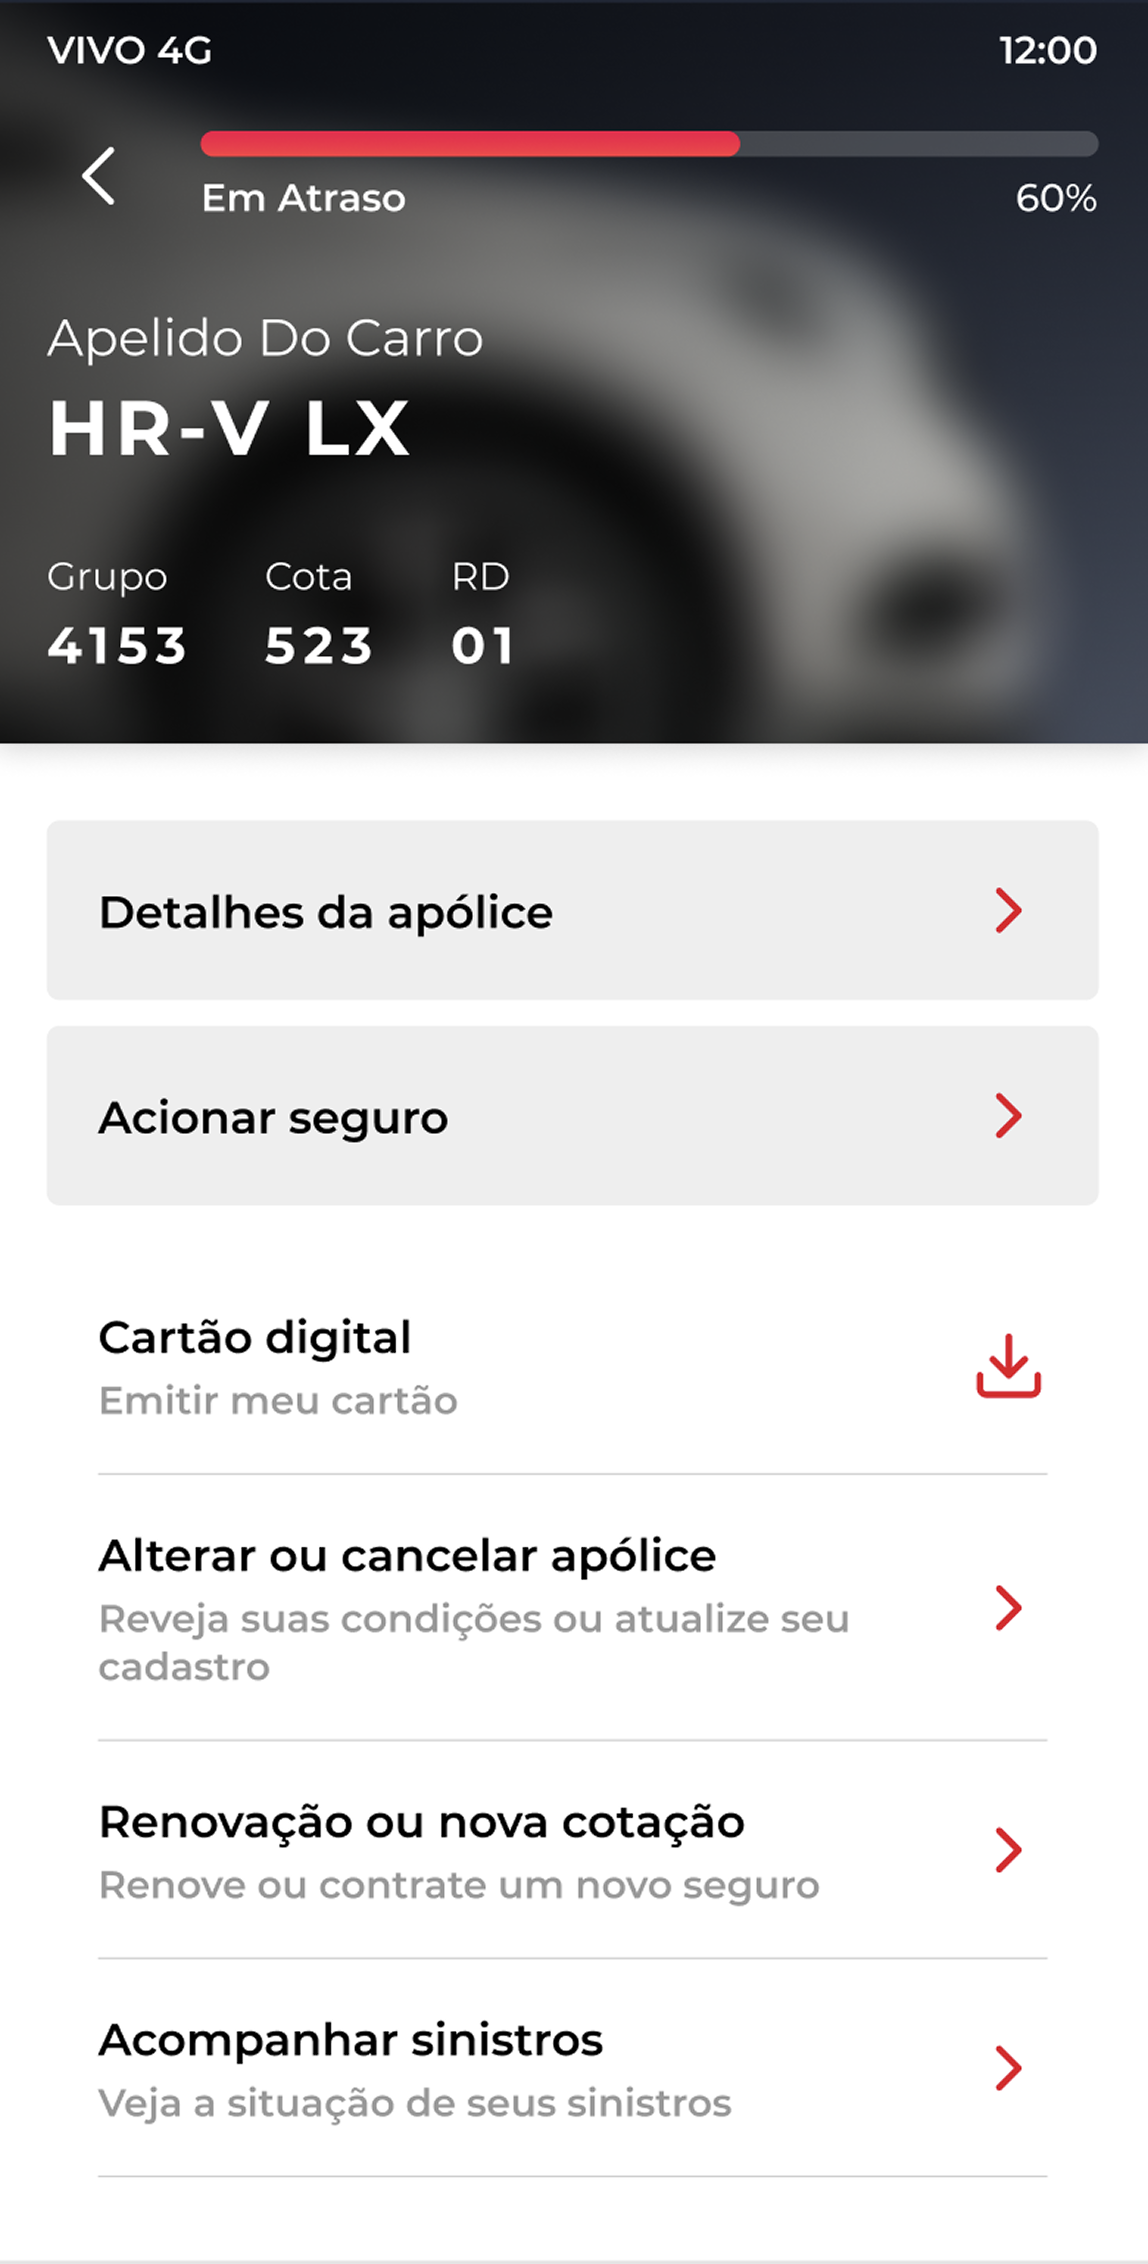 VIVO 4G
12:00
Em Atraso
60%
Apelido Do Carro
HR-V LX
Grupo Cota RD
4153 523 01
Detalhes da apólice
Acionar seguro
Cartão digital
Emitir meu cartão
Alterar ou cancelar apólice
Reveja suas condições ou atualize seu
cadastro
Renovação ou nova cotação
Renove ou contrate um novo seguro
Acompanhar sinistros
Veja a situação de seus sinistros